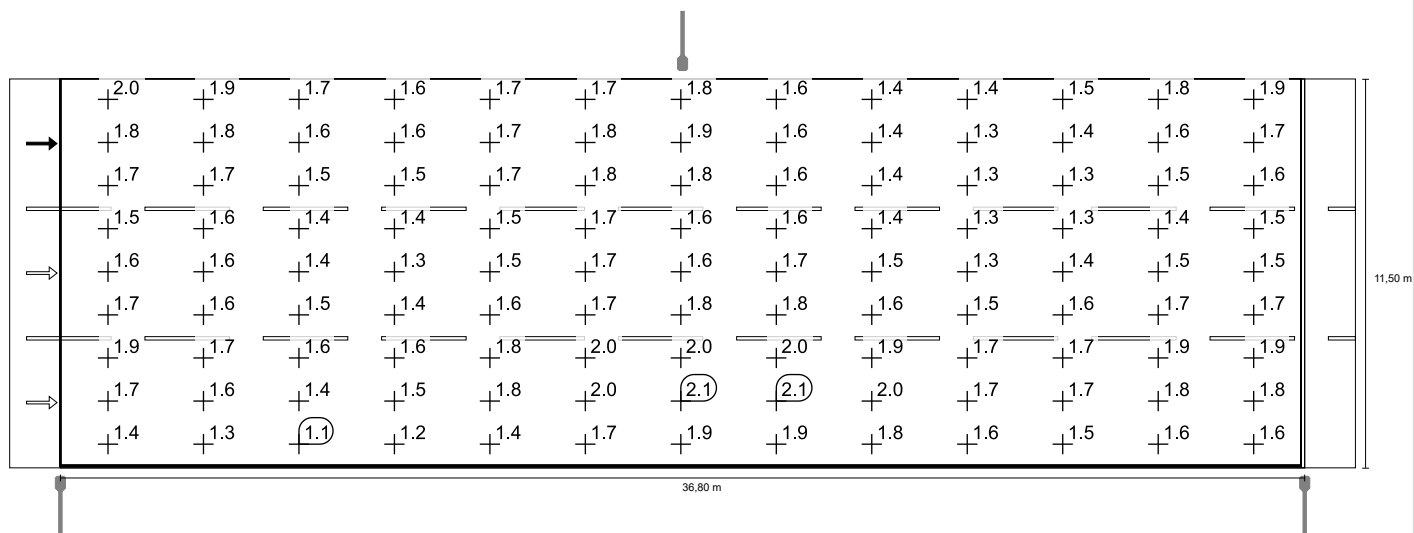 2.0 1.9 1.7 1.6 1.7 1.7 1.8 1.6 1.4 1.4 1.5 1.8 1.9
1.8 1.8 1.6 1.6 1.7 1.8 1.9 1.6 1.4 1.3 1.4 1.6 1.7
1.7 1.7 1.5 1.5 1.7 1.8 1.8 1.6 1.4 1.3 1.3 1.5 1.6
1.5 1.6 1.4 1.4 1.5 1.7 1.6 1.6 1.4 1.3 1.3 1.4 1.5
1.6 1.6 1.4 1.3 1.5 1.7 1.6 1.7 1.5 1.3 1.4 1.5 1.5
11,50 m
1.7 1.6 1.5 1.4 1.6 1.7 1.8 1.8 1.6 1.5 1.6 1.7 1.7
1.9 1.7 1.6 1.6 1.8 2.0 2.0 2.0 1.9 1.7 1.7 1.9 1.9
1.7 1.6 1.4 1.5 1.8 2.0 2.1 2.1 2.0 1.7 1.7 1.8 1.8
1.4 1.3 1.1 1.2 1.4 1.7 1.9 1.9 1.8 1.6 1.5 1.6 1.6
36,80 m